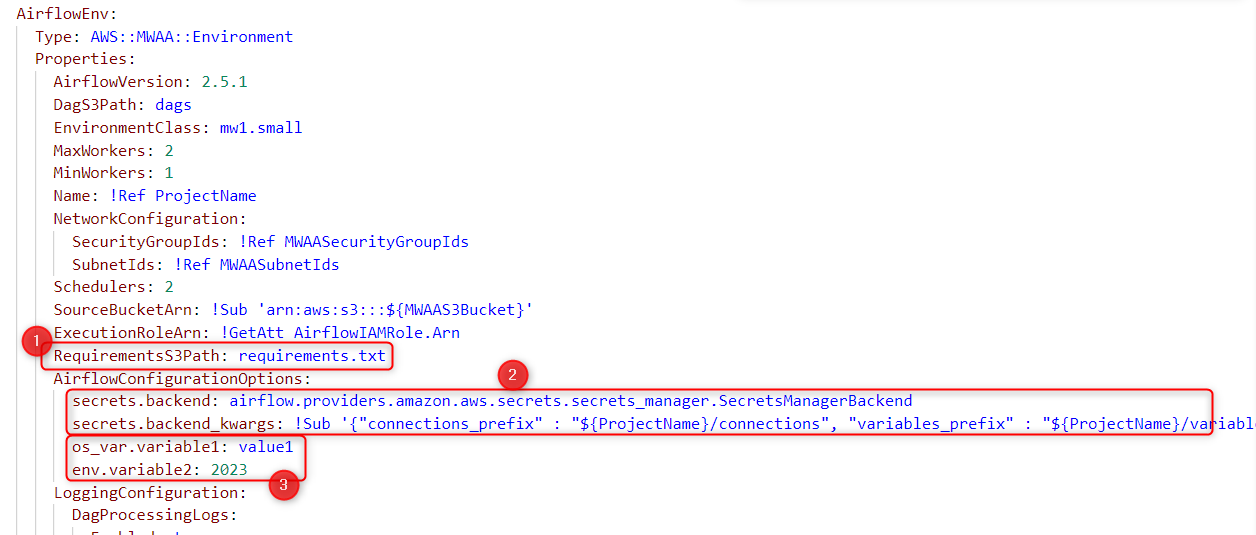 AirflowEnv:
Type: AWS::MWAA::Environment
Properties:
AirflowVersion: 2.5.1
DagS3Path: dags
EnvironmentClass: mw1.small
MaxWorkers: 2
MinWorkers: 1
Name: !Ref ProjectName
NetworkConfiguration:
SecurityGroupIds: !Ref MWAASecurityGroupIds
SubnetIds: !Ref MWAASubnetIds
Schedulers: 2
SourceBucketArn: !Sub 'arn:aws:s3:::${MWAAS3Bucket}'
ExecutionRoleArn: !GetAtt AirflowIAMRole.Arn
1
RequirementsS3Path: requirements.txt
AirflowConfigurationOptions:
2
secrets.backend: airflow.providers.amazon.aws.secrets.secrets_manager.SecretsManagerBackend
secrets.backend_kwargs: !Sub '{"connections_prefix" : "${ProjectName}/connections", "variables_prefix" : "${ProjectName}/variable
os_var.variable1: value1
env.variable2: 2023
3
LoggingConfiguration:
DagProcessingLogs: